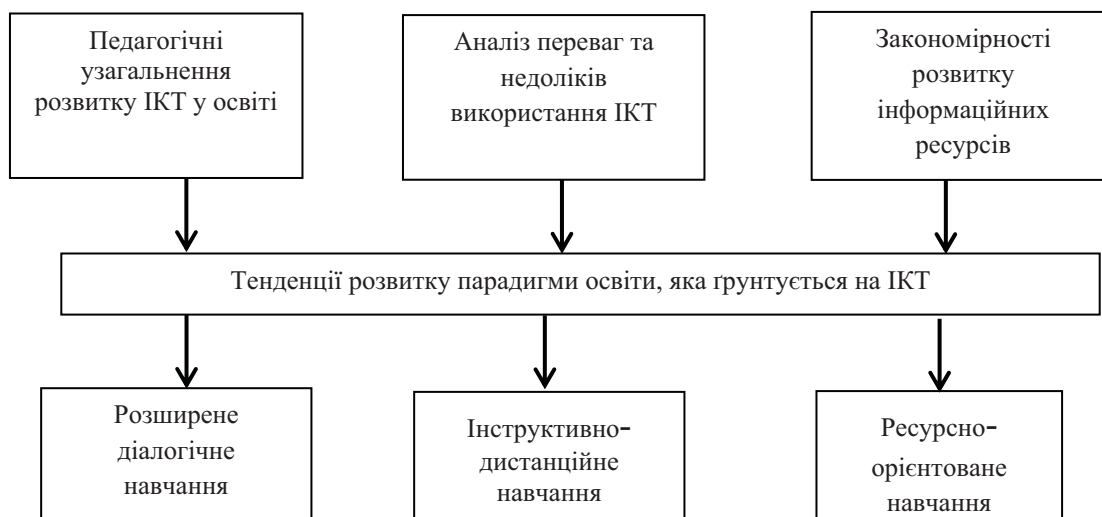 Педагогічні
узагальнення
розвитку ІКТ у освіті
Аналіз переваг та
недоліків
використання ІКТ
Закономірності
розвитку
інформаційних
ресурсів
Тенденції розвитку парадигми освіти, яка ґрунтується на ІКТ
Розширене
діалогічне
навчання
Інструктивно-
дистанційне
навчання
Ресурсно-
орієнтоване
навчання